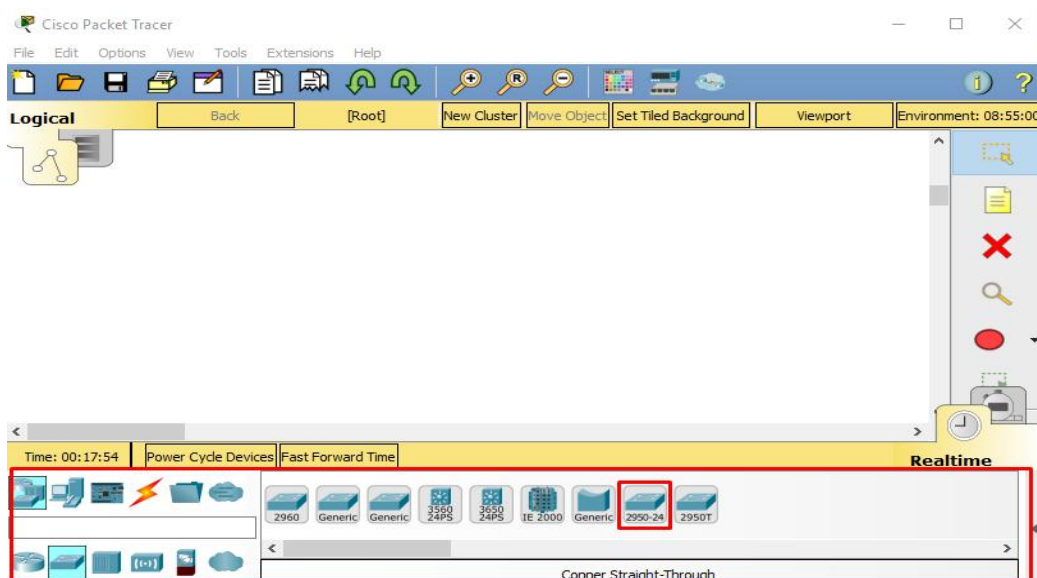 Cisco Packet Tracer
File Edit Options View Tools Extensions Help
Logical Back [Root] New Cluster Move Object Set Tiled Background Viewport Environment: 08:55:00
Time: 00:17:54 Power Cycle Devices Fast Forward Time Realtime
2960 Generic Generic 3560 24PS 3650 24PS IE 2000 Generic 2950-24 2950T
Copper Straight-Through